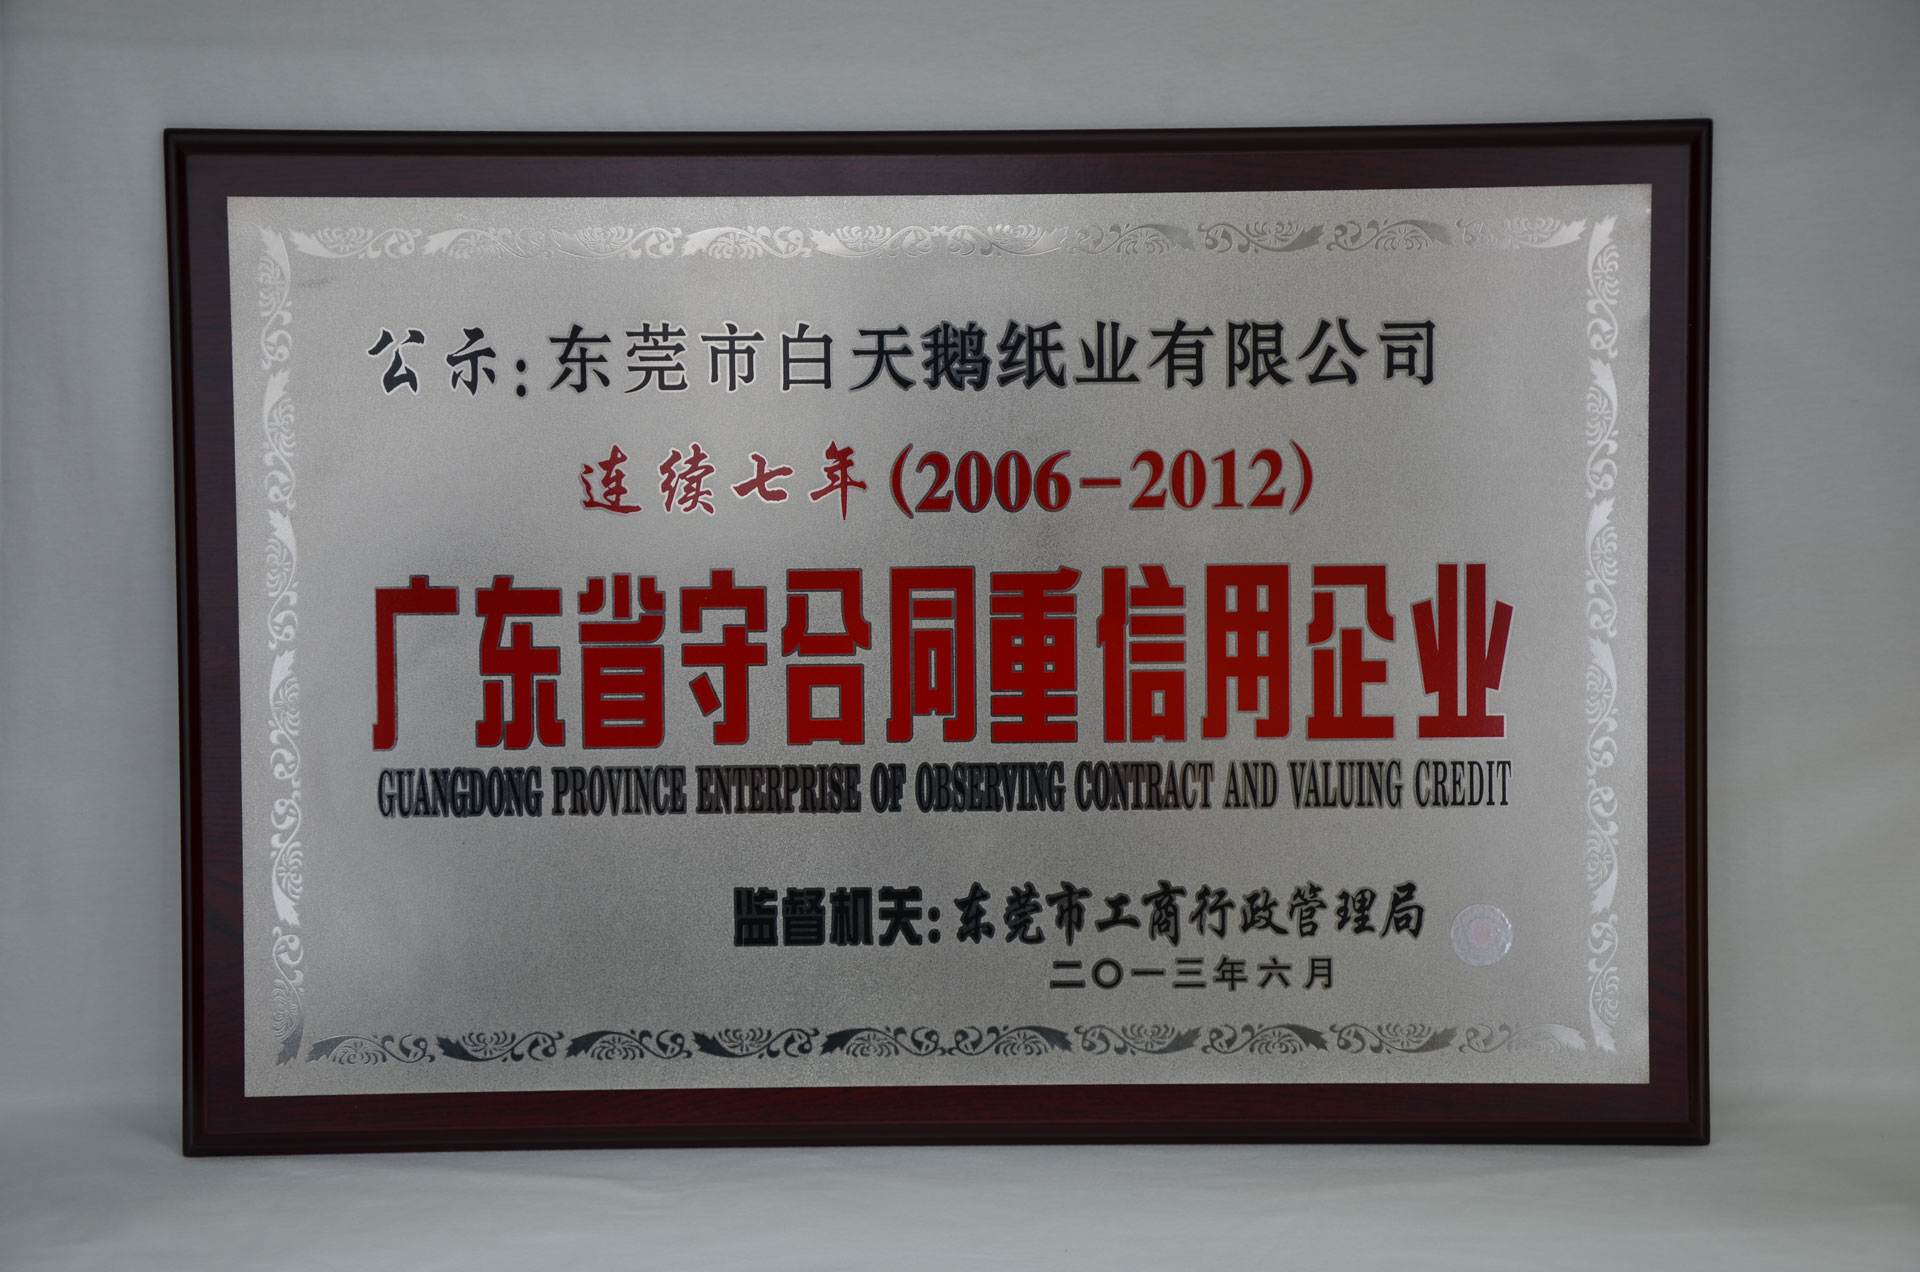 公示:东莞市白天鹅纸业有限公司
连续七年(2006-2012)
广东省守合同重信用企业
GUANGDONG PROVINCE ENTERPRISE OF OBSERVING CONTRACT AND VALUING CREDIT
监督机关:东莞市工商行政管理局
二〇一三年六月